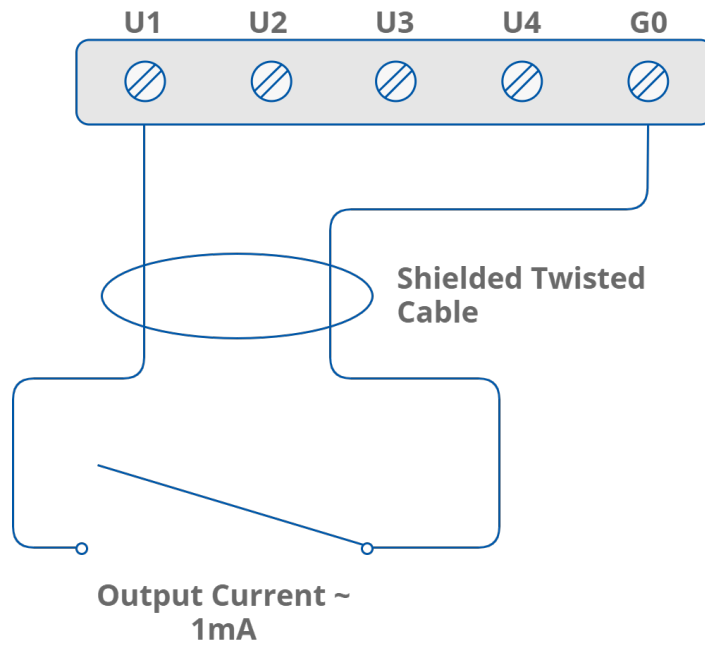 U1 U2 U3 U4 G0
Shielded Twisted
Cable
Output Current ~
1mA